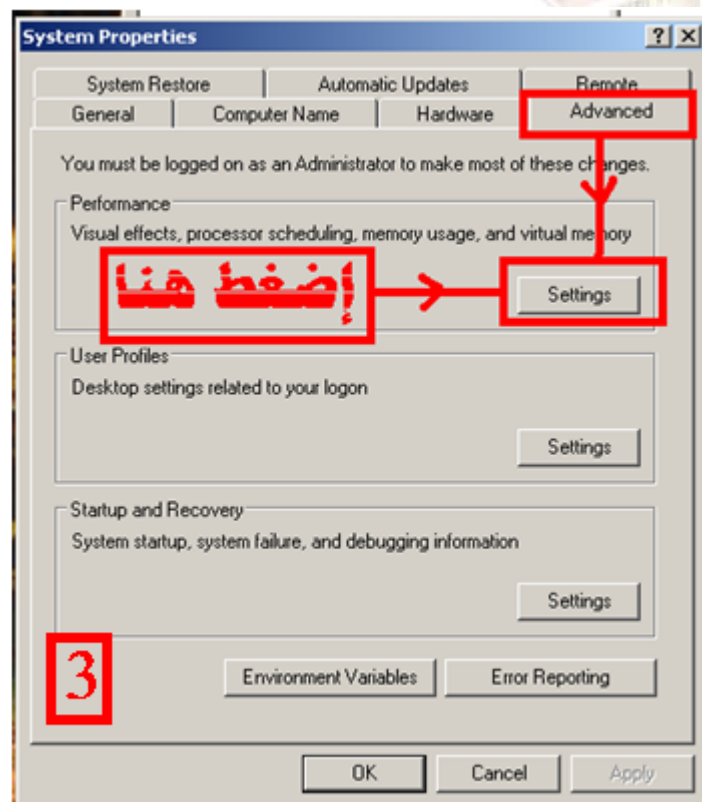 System Properties
System Restore Automatic Updates Remote
General Computer Name Hardware Advanced
You must be logged on as an Administrator to make most of these changes.
Performance
Visual effects, processor scheduling, memory usage, and virtual memory
إضغط هنا
Settings
User Profiles
Desktop settings related to your logon
Settings
Startup and Recovery
System startup, system failure, and debugging information
Settings
3
Environment Variables Error Reporting
OK Cancel Apply